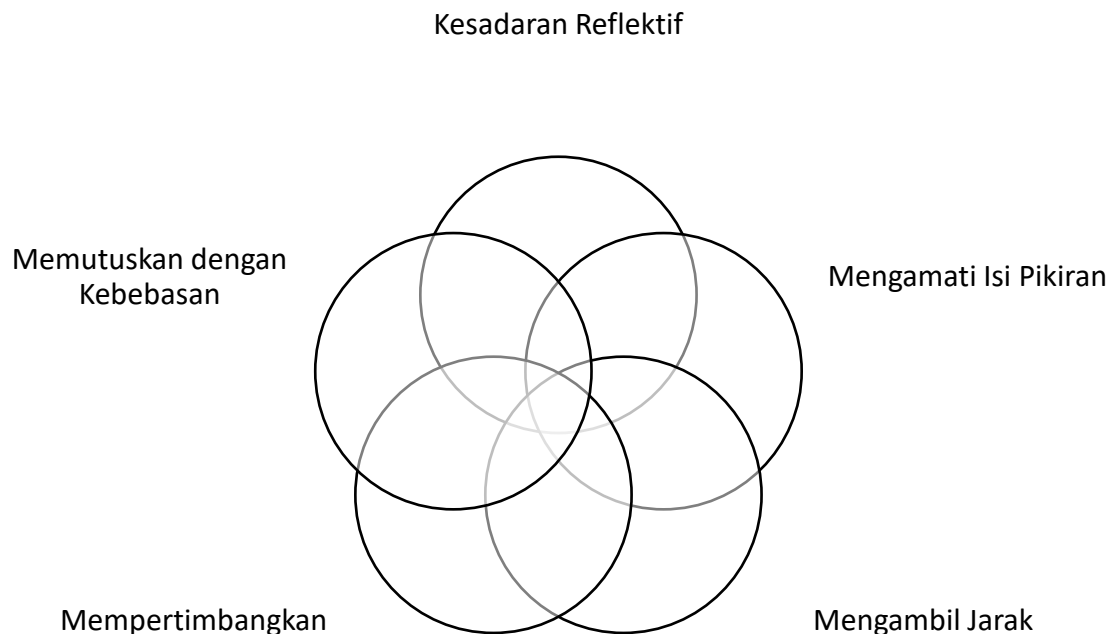 Kesadaran Reflektif
Memutuskan dengan
Kebebasan
Mengamati Isi Pikiran
Mempertimbangkan
Mengambil Jarak